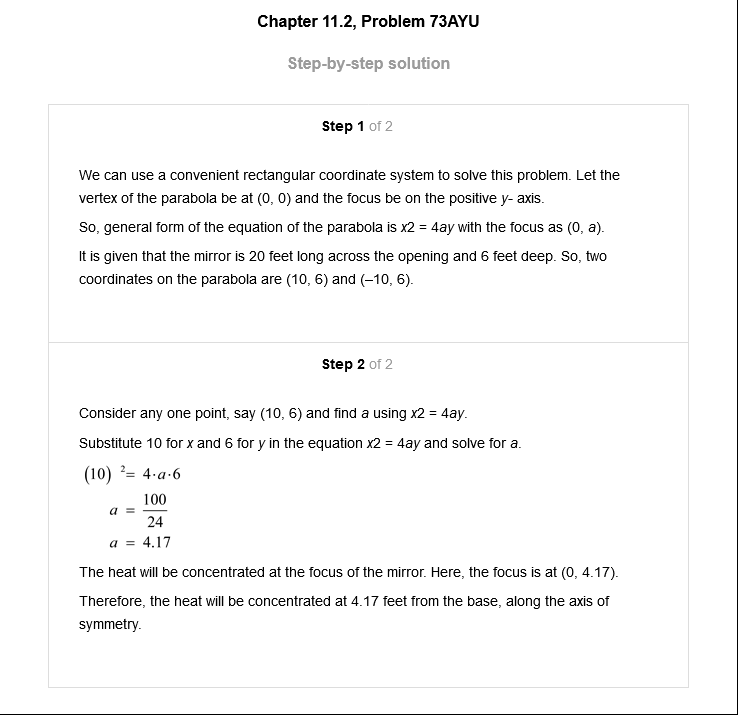 Chapter 11.2, Problem 73AYU
Step-by-step solution
Step 1 of 2
We can use a convenient rectangular coordinate system to solve this problem. Let the
vertex of the parabola be at (0, 0) and the focus be on the positive y- axis.
So, general form of the equation of the parabola is x2 = 4ay with the focus as (0, a).
It is given that the mirror is 20 feet long across the opening and 6 feet deep. So, two
coordinates on the parabola are (10, 6) and (–10, 6).
Step 2 of 2
Consider any one point, say (10, 6) and find a using x2 = 4ay.
Substitute 10 for x and 6 for y in the equation x2 = 4ay and solve for a.
(10) ²= 4·a·6
a = 100
24
a = 4.17
The heat will be concentrated at the focus of the mirror. Here, the focus is at (0, 4.17).
Therefore, the heat will be concentrated at 4.17 feet from the base, along the axis of
symmetry.